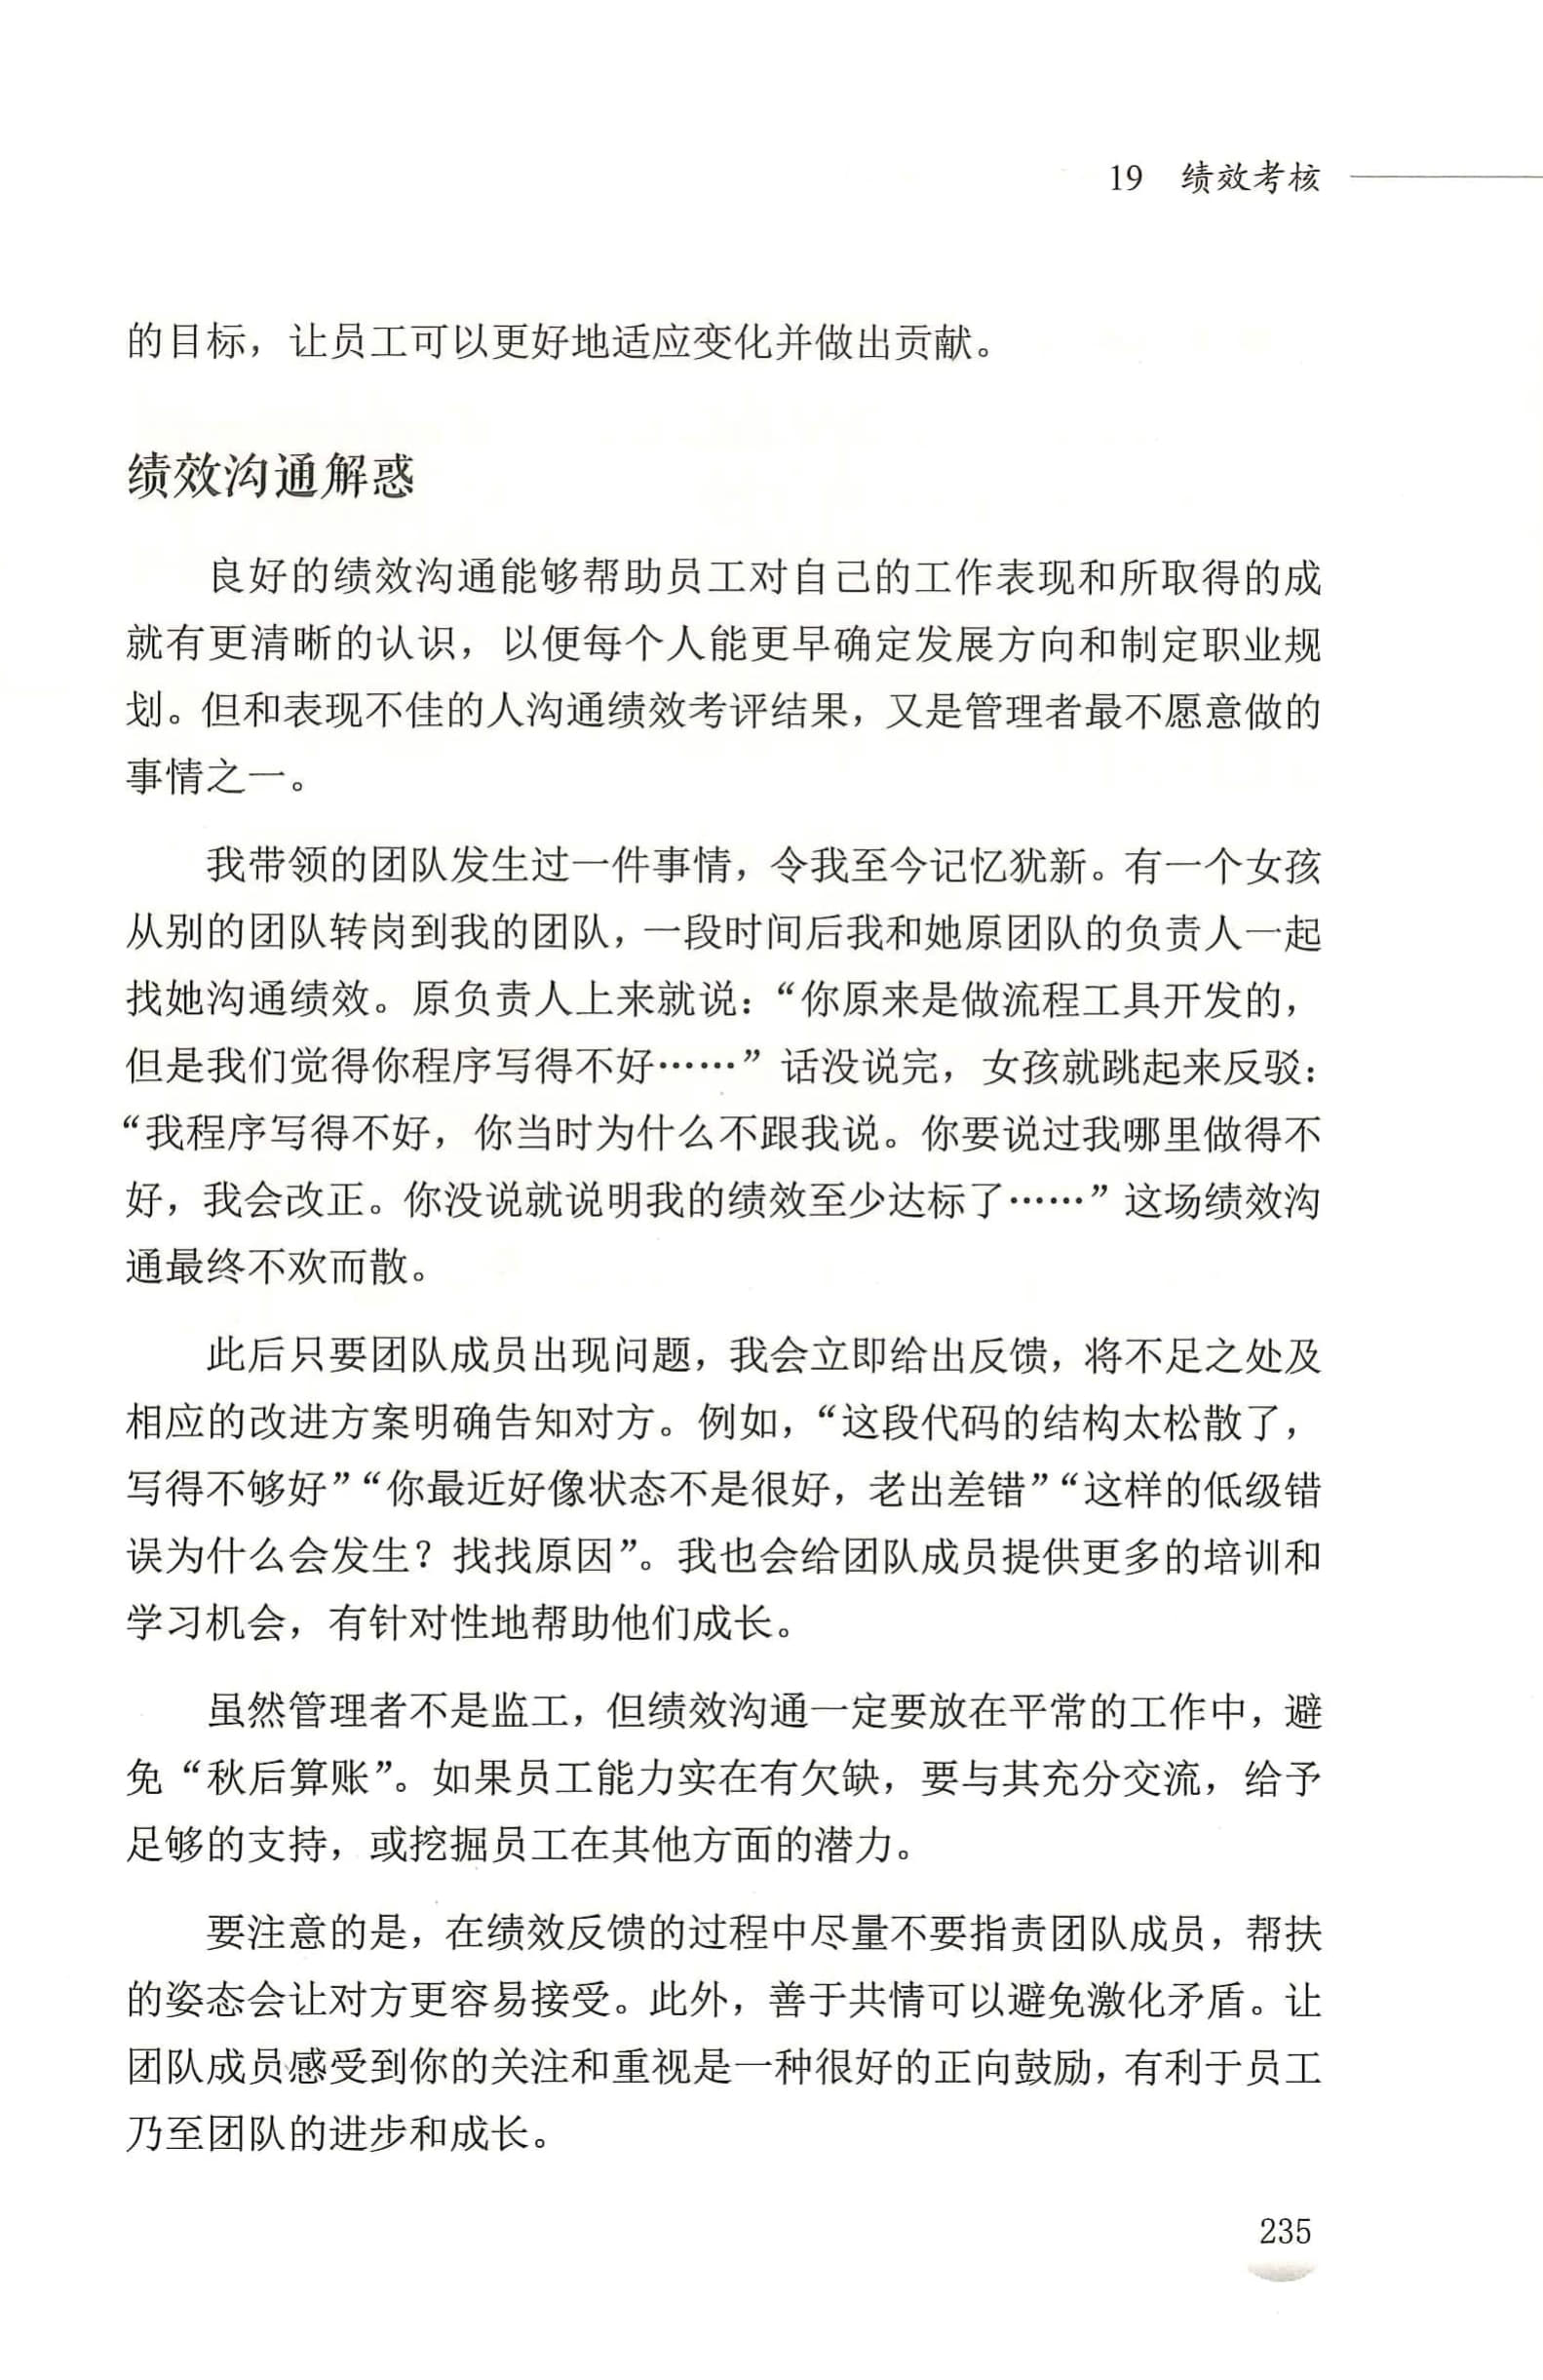 19 绩效考核
的目标，让员工可以更好地适应变化并做出贡献。
绩效沟通解惑
良好的绩效沟通能够帮助员工对自己的工作表现和所取得的成
就有更清晰的认识，以便每个人能更早确定发展方向和制定职业规
划。但和表现不佳的人沟通绩效考评结果，又是管理者最不愿意做的
事情之一。
我带领的团队发生过一件事情，令我至今记忆犹新。有一个女孩
从别的团队转岗到我的团队，一段时间后我和她原团队的负责人一起
找她沟通绩效。原负责人上来就说：“你原来是做流程工具开发的，
但是我们觉得你程序写得不好……”话没说完，女孩就跳起来反驳：
“我程序写得不好，你当时为什么不跟我说。你要说过我哪里做得不
好，我会改正。你没说就说明我的绩效至少达标了……”这场绩效沟
通最终不欢而散。
此后只要团队成员出现问题，我会立即给出反馈，将不足之处及
相应的改进方案明确告知对方。例如，“这段代码的结构太松散了，
写得不够好”“你最近好像状态不是很好，老出差错”“这样的低级错
误为什么会发生？找找原因”。我也会给团队成员提供更多的培训和
学习机会，有针对性地帮助他们成长。
虽然管理者不是监工，但绩效沟通一定要放在平常的工作中，避
免“秋后算账”。如果员工能力实在有欠缺，要与其充分交流，给予
足够的支持，或挖掘员工在其他方面的潜力。
要注意的是，在绩效反馈的过程中尽量不要指责团队成员，帮扶
的姿态会让对方更容易接受。此外，善于共情可以避免激化矛盾。让
团队成员感受到你的关注和重视是一种很好的正向鼓励，有利于员工
乃至团队的进步和成长。
235